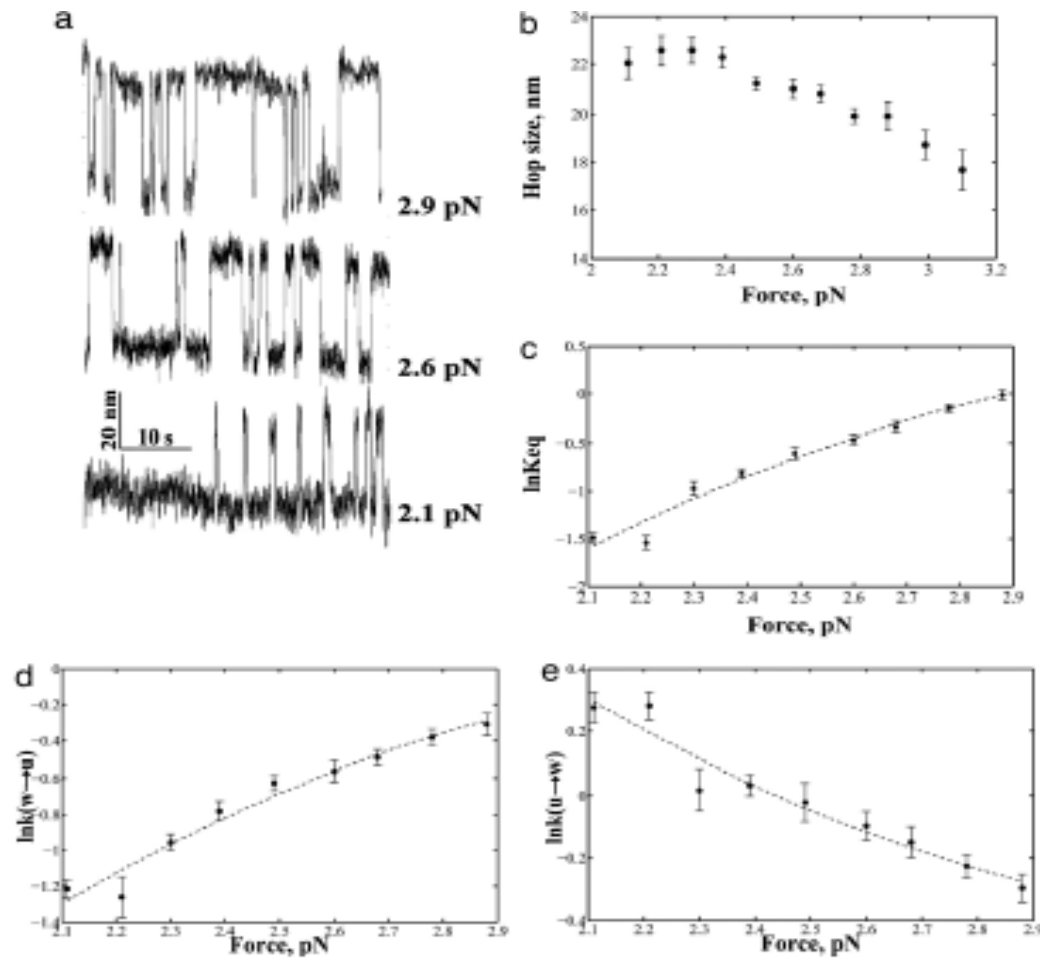 a
2.9 pN
2.6 pN
20 nm
10 s
2.1 pN
b
Hop size, nm
24
22
20
18
16
14
2 2.2 2.4 2.6 2.8 3 3.2
Force, pN
c
lnKeq
0.5
0
−0.5
−1
−1.5
−2
2.1 2.2 2.3 2.4 2.5 2.6 2.7 2.8 2.9
Force, pN
d
lnk(w→u)
0
−0.2
−0.4
−0.6
−0.8
−1
−1.2
−1.4
2.1 2.2 2.3 2.4 2.5 2.6 2.7 2.8 2.9
Force, pN
e
lnk(u→w)
0.4
0.2
0
−0.2
−0.4
2.1 2.2 2.3 2.4 2.5 2.6 2.7 2.8 2.9
Force, pN